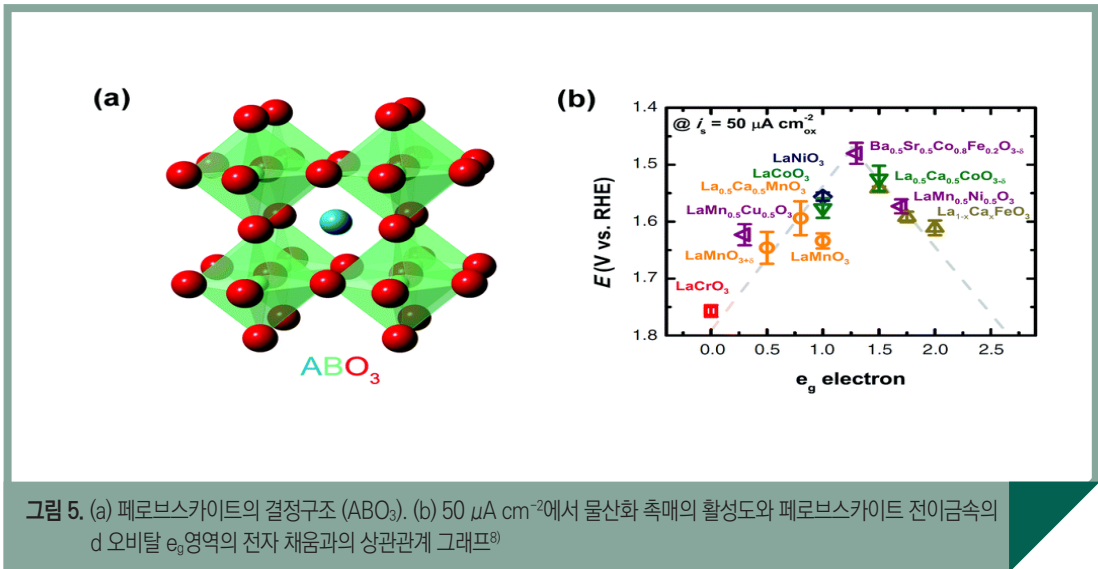 (a)
ABO₃
(b)
@ iₛ = 50 μA cm⁻²ₒₓ
E (V vs. RHE)
1.4
1.5
1.6
1.7
1.8
Ba₀.₅Sr₀.₅Co₀.₈Fe₀.₂O₃₋δ
LaNiO₃
LaCoO₃
La₀.₅Ca₀.₅CoO₃₋δ
La₀.₅Ca₀.₅MnO₃
LaMn₀.₅Ni₀.₅O
LaMn₀.₅Cu₀.₅O₃
La₁₋ₓCaₓFeO₃
LaMnO₃₊δ
LaMnO₃
LaCrO₃
0.0 0.5 1.0 1.5 2.0 2.5
e_g electron
그림 5. (a) 페로브스카이트의 결정구조 (ABO₃). (b) 50 μA cm⁻²에서 물산화 촉매의 활성도와 페로브스카이트 전이금속의
d 오비탈 e_g영역의 전자 채움과의 상관관계 그래프⁸⁾